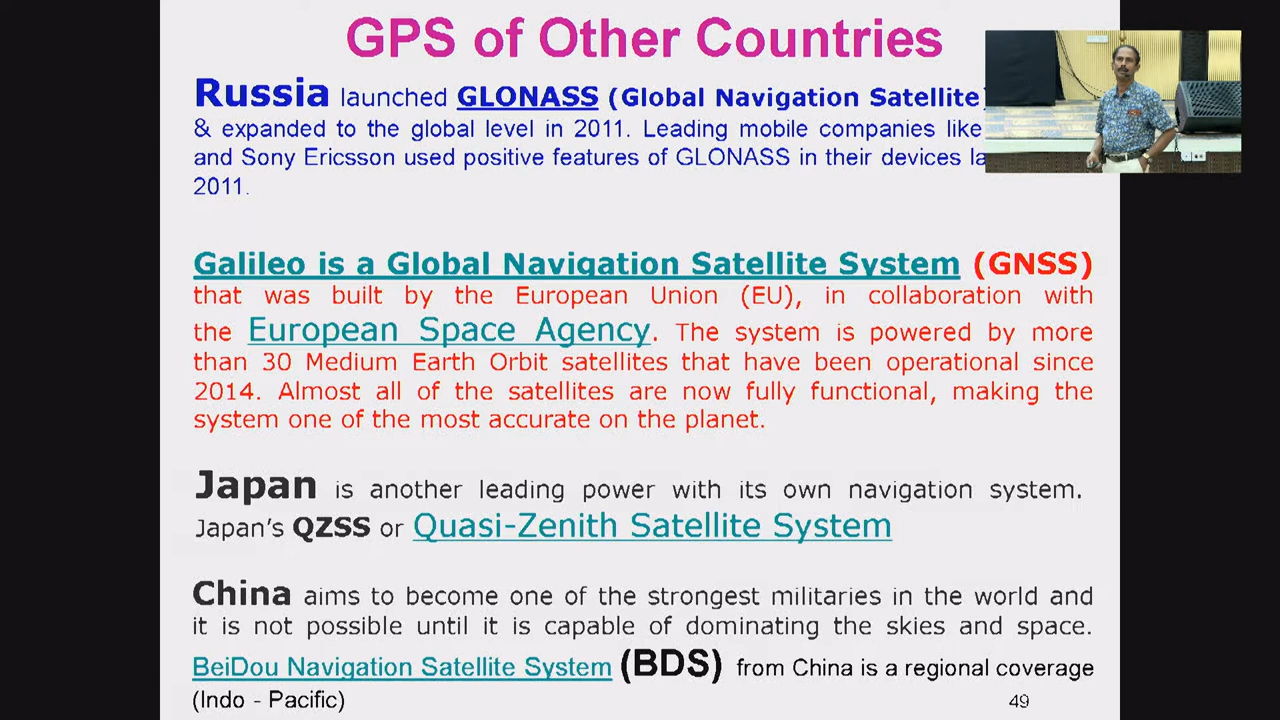 GPS of Other Countries
Russia launched GLONASS (Global Navigation Satellite)
& expanded to the global level in 2011. Leading mobile companies like
and Sony Ericsson used positive features of GLONASS in their devices la
2011.
Galileo is a Global Navigation Satellite System (GNSS)
that was built by the European Union (EU), in collaboration with
the European Space Agency. The system is powered by more
than 30 Medium Earth Orbit satellites that have been operational since
2014. Almost all of the satellites are now fully functional, making the
system one of the most accurate on the planet.
Japan is another leading power with its own navigation system.
Japan's QZSS or Quasi-Zenith Satellite System
China aims to become one of the strongest militaries in the world and
it is not possible until it is capable of dominating the skies and space.
BeiDou Navigation Satellite System (BDS) from China is a regional coverage
(Indo - Pacific)
49